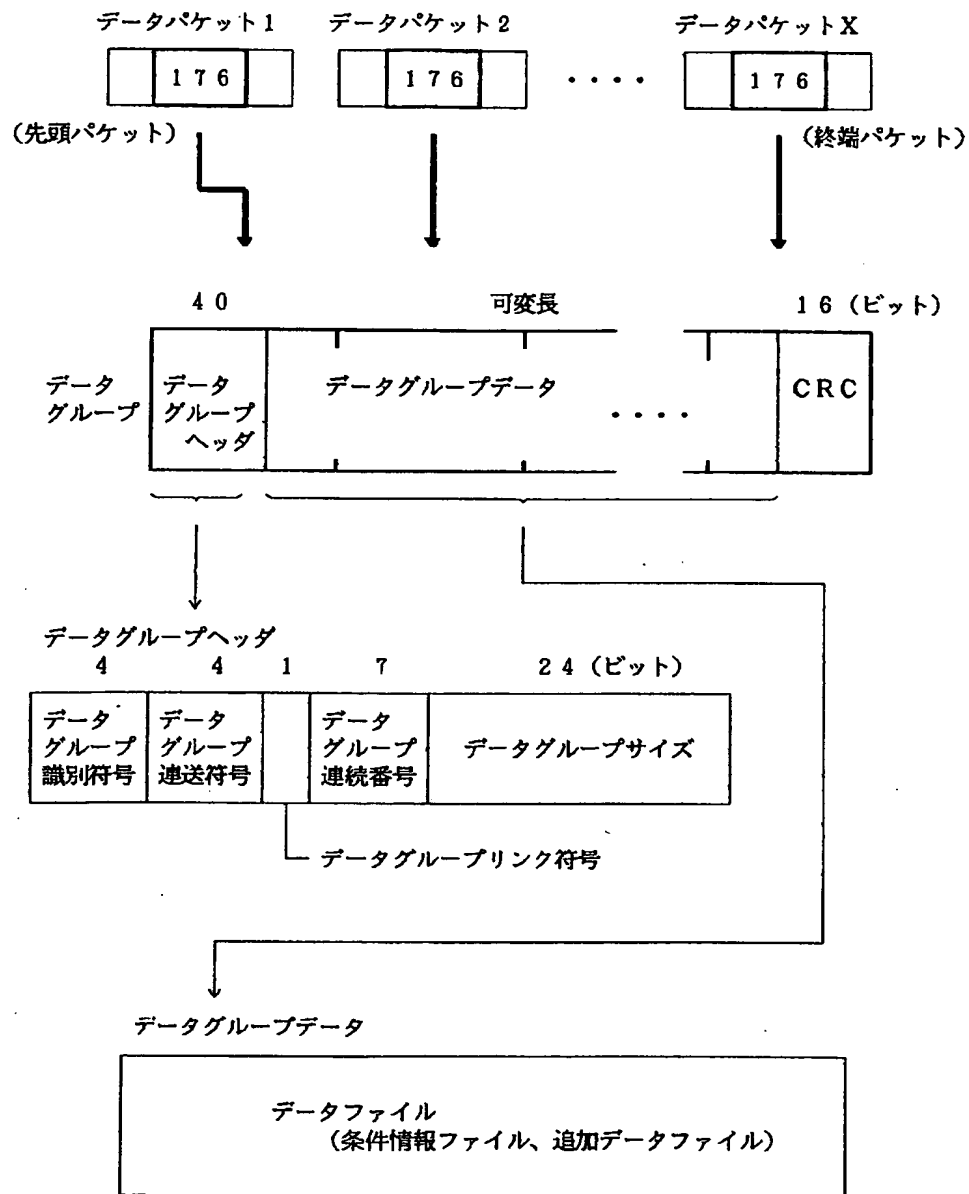 データパケット1 データパケット2 データパケットX
176 176 ・・・・ 176
(先頭パケット) (終端パケット)
40 可変長 16(ビット)
データ
グループ
データ
グループ
ヘッダ
データグループデータ
・・・・
CRC
データグループヘッダ
4 4 1 7 24(ビット)
データ
グループ
識別符号
データ
グループ
連送符号
データ
グループ
連続番号
データグループサイズ
データグループリンク符号
データグループデータ
データファイル
(条件情報ファイル、追加データファイル)